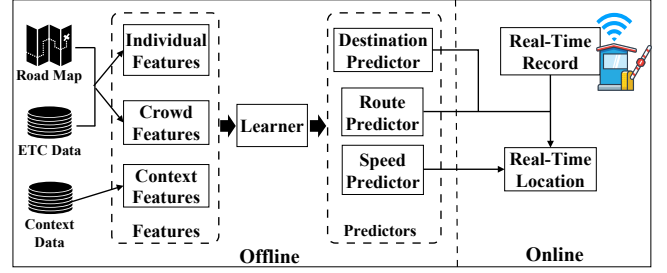 Road Map
ETC Data
Context
Data
Individual
Features
Crowd
Features
Context
Features
Features
Learner
Destination
Predictor
Route
Predictor
Speed
Predictor
Predictors
Offline
Real-Time
Record
Real-Time
Location
Online